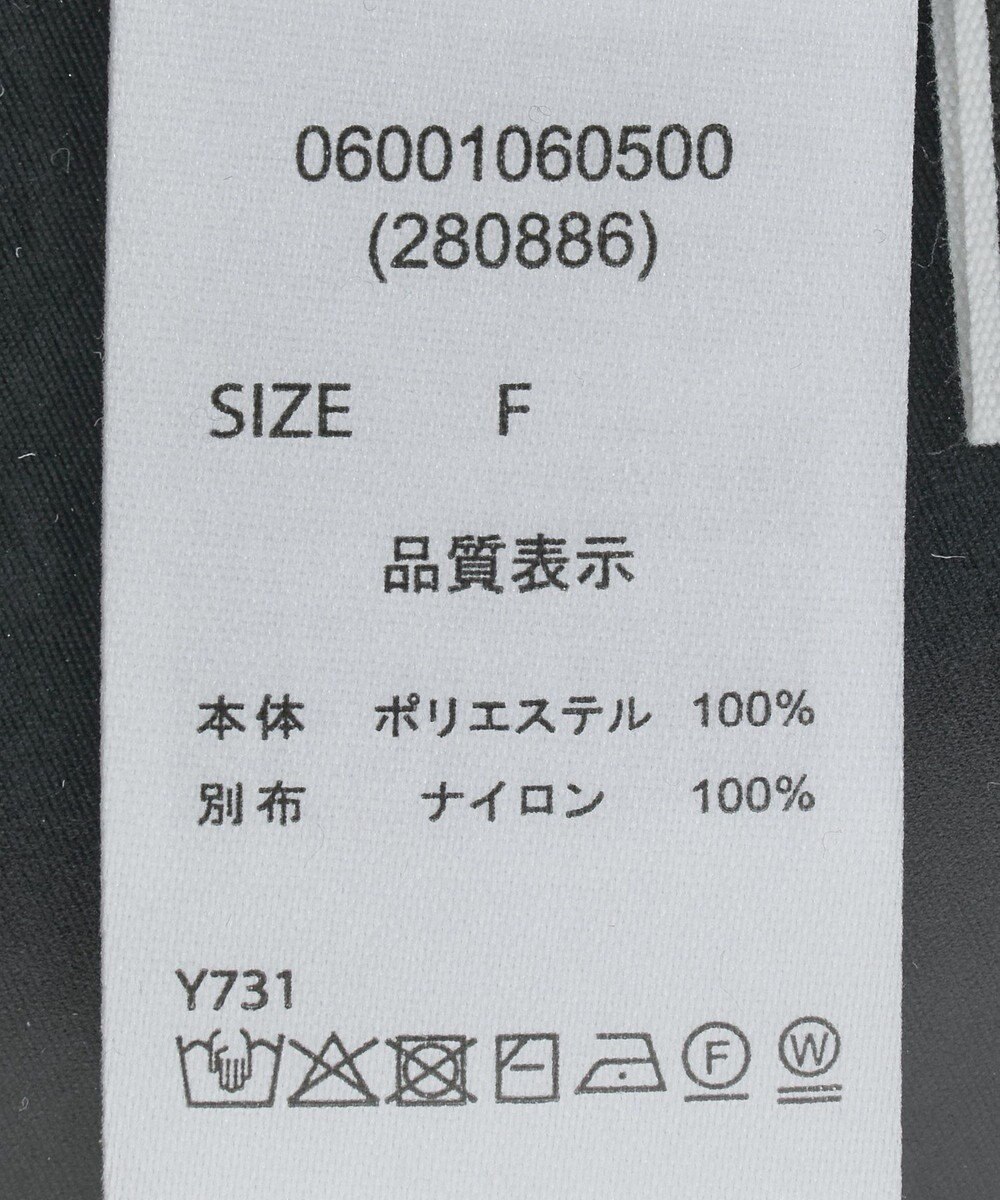 06001060500
(280886)
SIZE F
品質表示
本体 ポリエステル 100%
別布 ナイロン 100%
Y731
F W